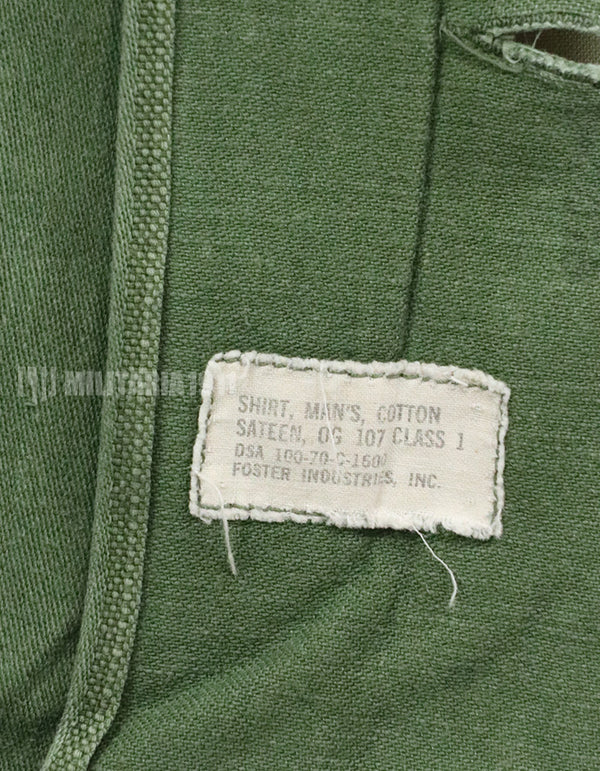 SHIRT, MAN'S, COTTON
SATEEN, OG 107 CLASS 1
DSA 100-70-C-1500
FOSTER INDUSTRIES, INC.